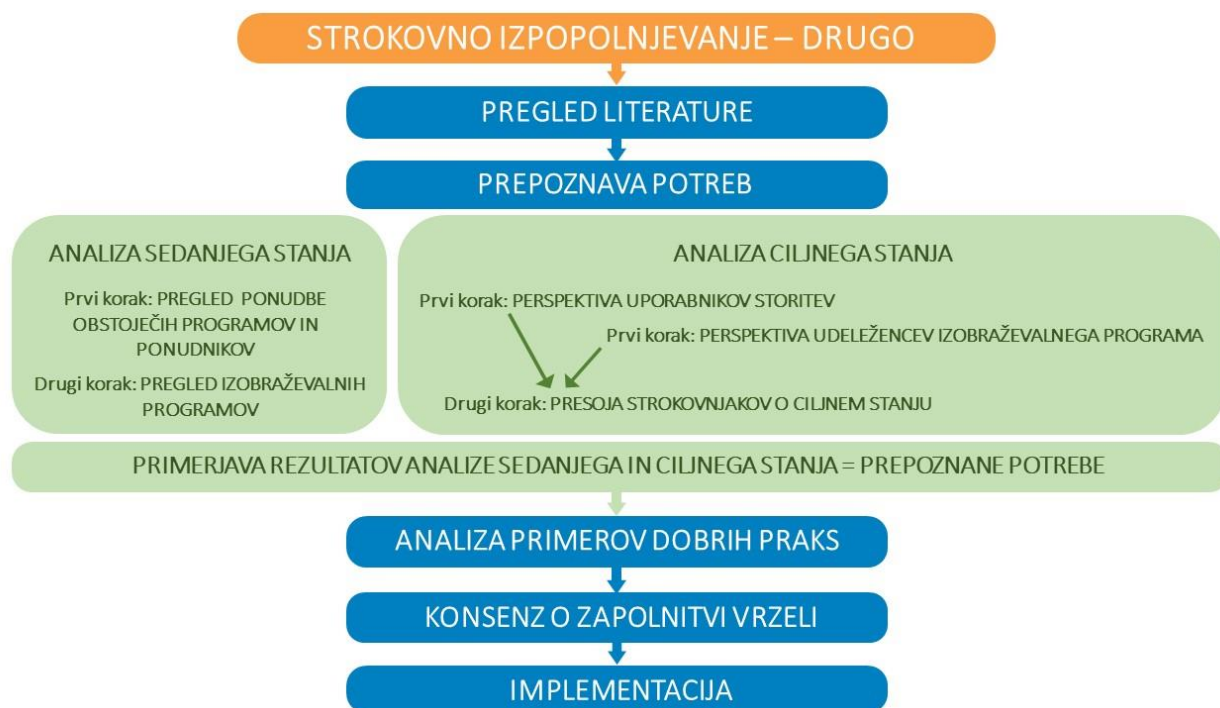 STROKOVNO IZPOPOLNJEVANJE – DRUGO
PREGLED LITERATURE
PREPOZNAVA POTREB
ANALIZA SEDANJEGA STANJA
Prvi korak: PREGLED PONUDBE
OBSTOJEČIH PROGRAMOV IN
PONUDNIKOV
Drugi korak: PREGLED IZOBRAŽEVALNIH
PROGRAMOV
ANALIZA CILJNEGA STANJA
Prvi korak: PERSPEKTIVA UPORABNIKOV STORITEV
Prvi korak: PERSPEKTIVA UDELEŽENCEV IZOBRAŽEVALNEGA PROGRAMA
Drugi korak: PRESOJA STROKOVNJAKOV O CILJNEM STANJU
PRIMERJAVA REZULTATOV ANALIZE SEDANJEGA IN CILJNEGA STANJA = PREPOZNANE POTREBE
ANALIZA PRIMEROV DOBRIH PRAKS
KONSENZ O ZAPOLNITVI VRZELI
IMPLEMENTACIJA